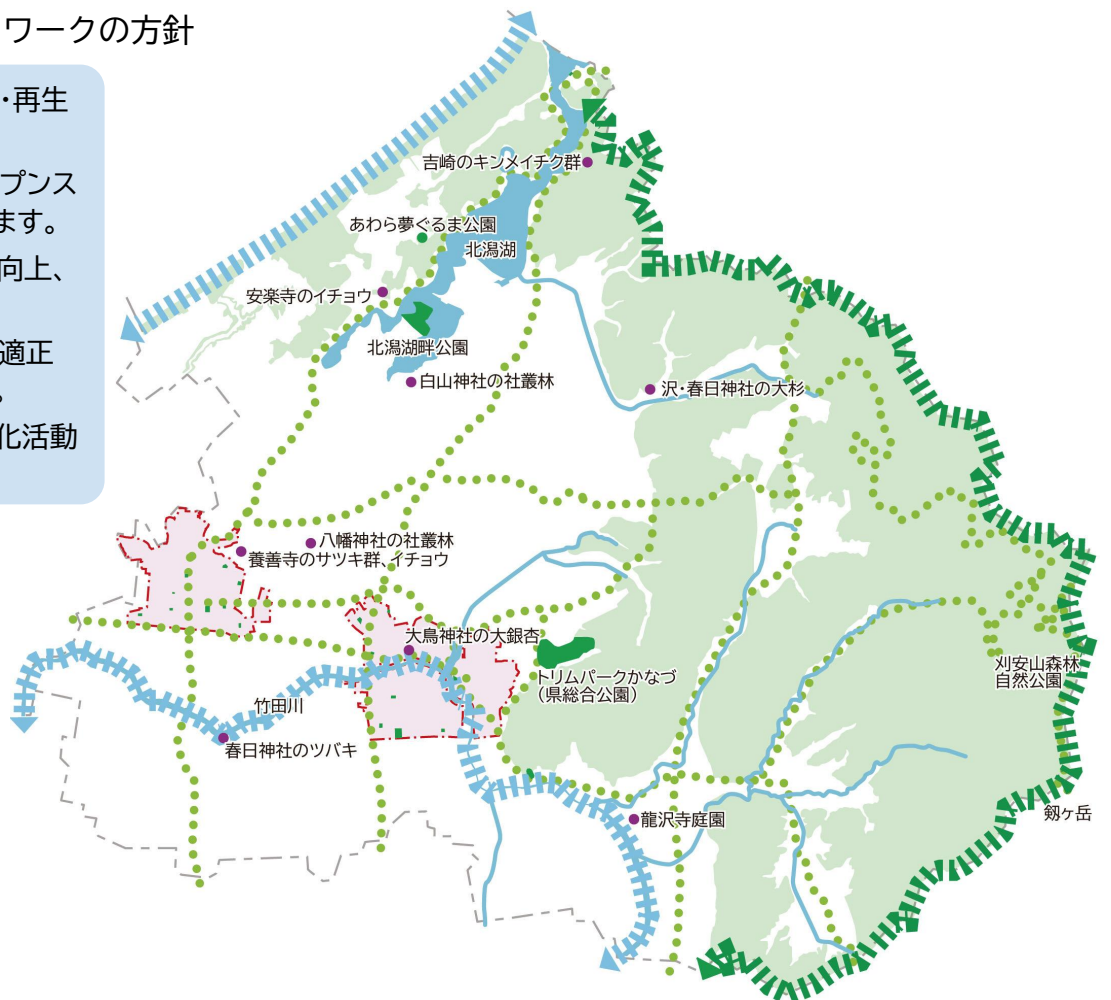 ワークの方針
・再生
プンス
ます。
向上、
適正
。
化活動
吉崎のキンメイチク群
あわら夢ぐるま公園
北潟湖
安楽寺のイチョウ
北潟湖畔公園
白山神社の社叢林
沢・春日神社の大杉
八幡神社の社叢林
養善寺のサツキ群、イチョウ
大鳥神社の大銀杏
トリムパークかなづ
(県総合公園)
刈安山森林
自然公園
竹田川
春日神社のツバキ
龍沢寺庭園
剱ヶ岳